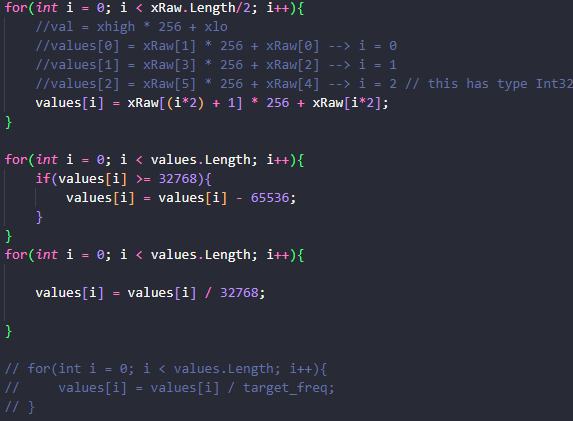 for(int i = 0; i < xRaw.Length/2; i++){
    //val = xhigh * 256 + xlo
    //values[0] = xRaw[1] * 256 + xRaw[0] --> i = 0
    //values[1] = xRaw[3] * 256 + xRaw[2] --> i = 1
    //values[2] = xRaw[5] * 256 + xRaw[4] --> i = 2 // this has type Int32
    values[i] = xRaw[(i*2) + 1] * 256 + xRaw[i*2];
}
for(int i = 0; i < values.Length; i++){
    if(values[i] >= 32768){
        values[i] = values[i] - 65536;
    }
}
for(int i = 0; i < values.Length; i++){
    values[i] = values[i] / 32768;
}
// for(int i = 0; i < values.Length; i++){
//     values[i] = values[i] / target_freq;
// }